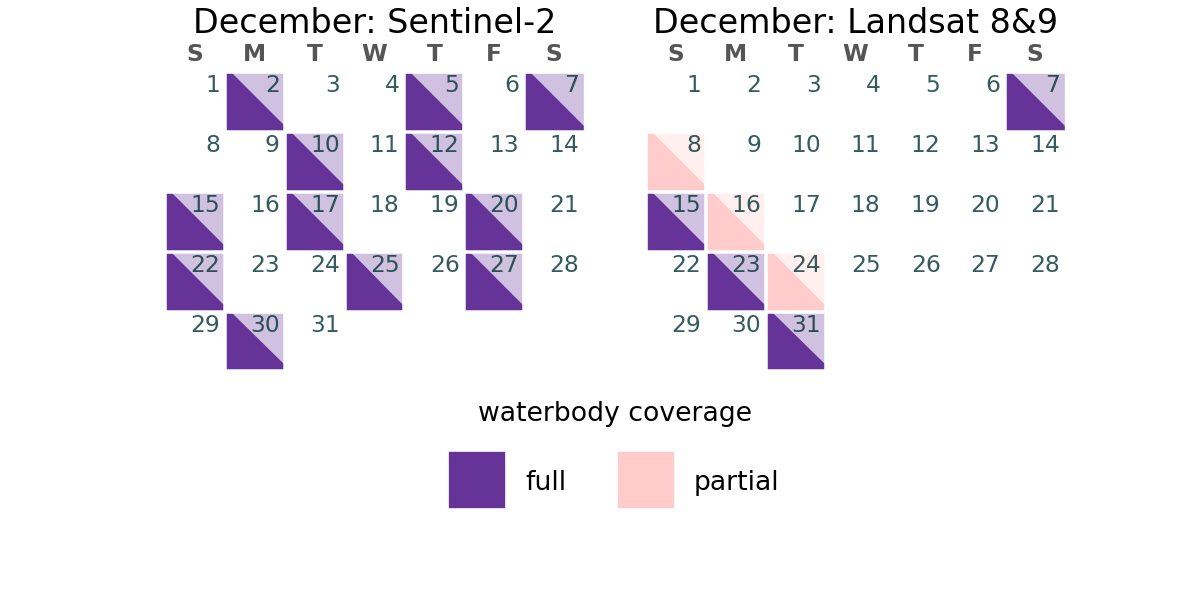 December: Sentinel-2
S M T W T F S
1 2 3 4 5 6 7
8 9 10 11 12 13 14
15 16 17 18 19 20 21
22 23 24 25 26 27 28
29 30 31
December: Landsat 8&9
S M T W T F S
1 2 3 4 5 6 7
8 9 10 11 12 13 14
15 16 17 18 19 20 21
22 23 24 25 26 27 28
29 30 31
waterbody coverage
full partial